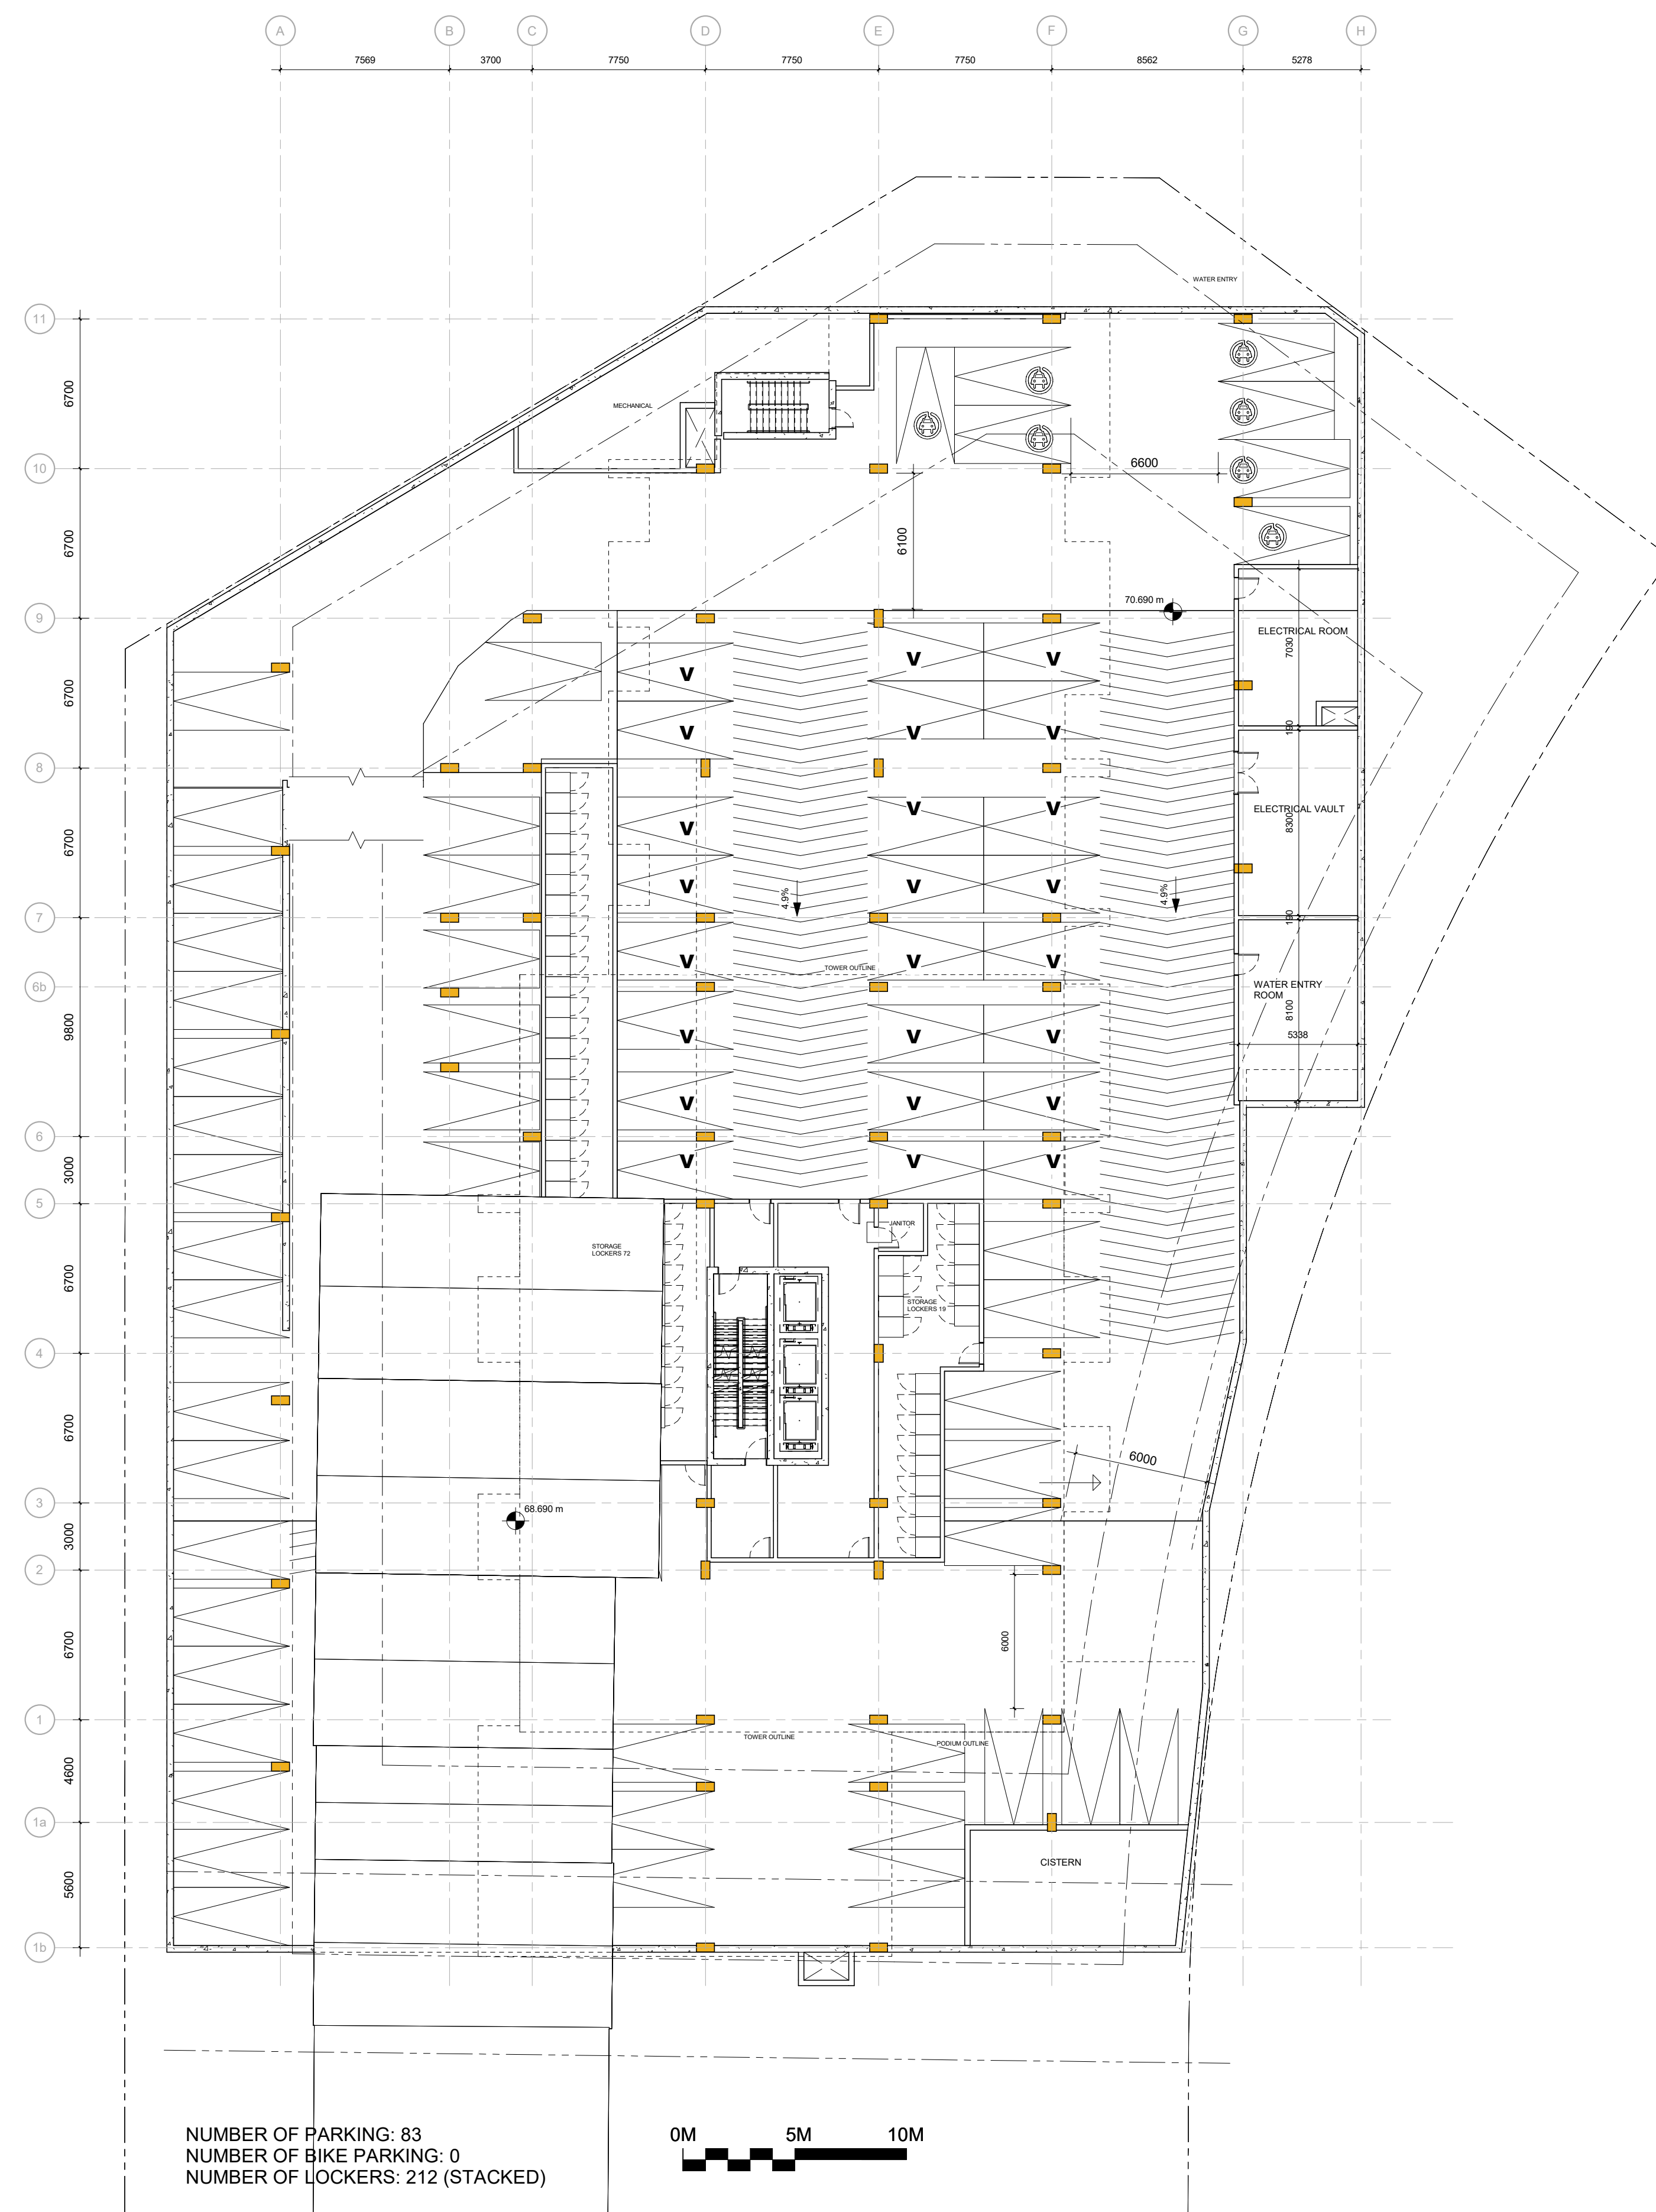 A B C D E F G H
7569 3700 7750 7750 7750 8562 5278
WATER ENTRY
11
6700
MECHANICAL
10
6600
6700
6100
70.690 m
9
ELECTRICAL ROOM
7030
V V V
6700
V V V
190
8
V V V
ELECTRICAL VAULT
8300
6700
V V V
4.9% 4.9%
7
190
V V V
TOWER OUTLINE
6b
WATER ENTRY
ROOM
8100
9800
V V V
5338
V V V
6
V V V
3000
5
JANITOR
STORAGE
LOCKERS 72
6700
STORAGE
LOCKERS 19
4
6700
6000
3
68.690 m
3000
2
6700
6000
1
TOWER OUTLINE
PODIUM OUTLINE
4600
1a
CISTERN
5600
1b
NUMBER OF PARKING: 83
NUMBER OF BIKE PARKING: 0
NUMBER OF LOCKERS: 212 (STACKED)
0M 5M 10M